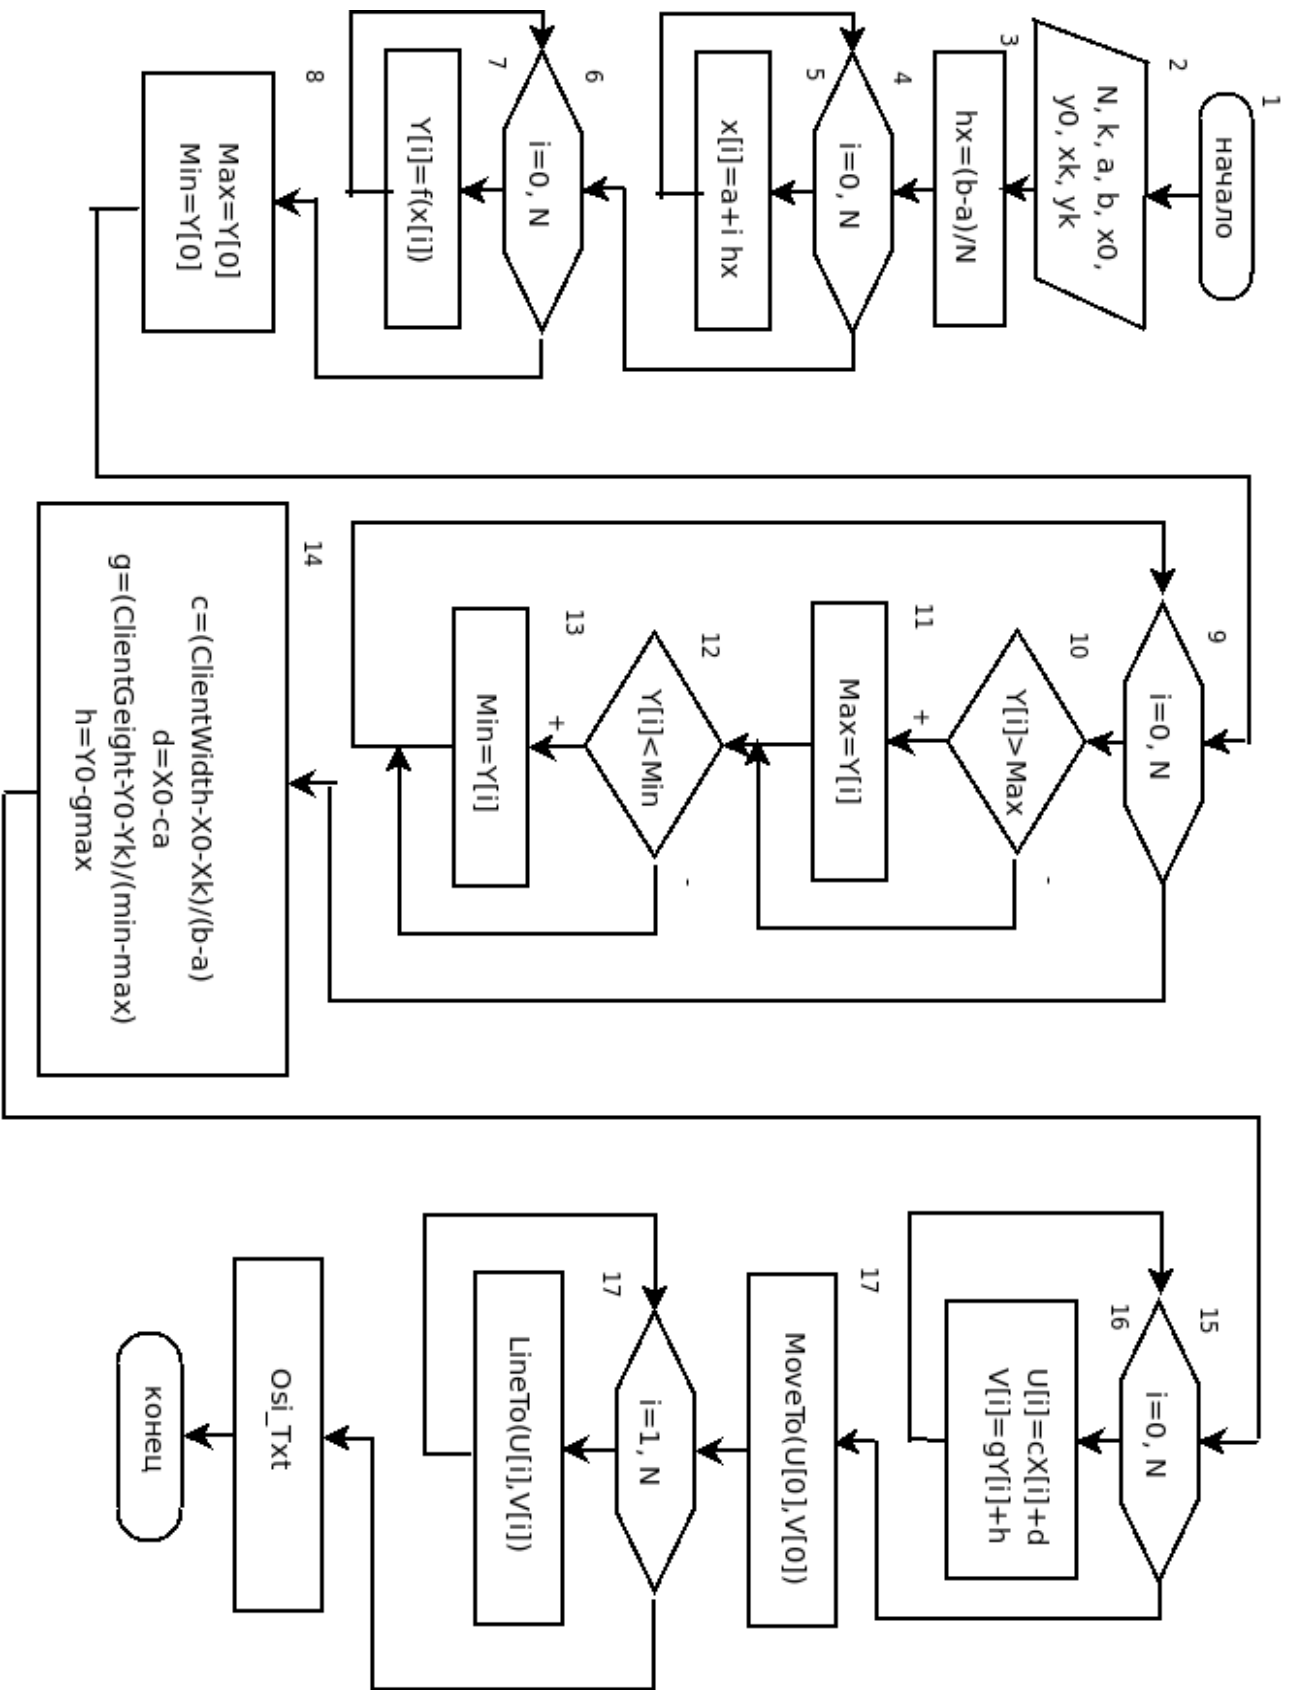 1
начало
2
N, k, a, b, x0,
y0, xk, yk
3
hx=(b-a)/N
4
i=0, N
5
x[i]=a+i hx
6
i=0, N
7
Y[i]=f(x[i])
8
Max=Y[0]
Min=Y[0]
9
i=0, N
10
Y[i]>Max
+
-
11
Max=Y[i]
12
Y[i]<Min
+
-
13
Min=Y[i]
14
c=(ClientWidth-X0-Xk)/(b-a)
d=X0-ca
g=(ClientGeight-Y0-Yk)/(min-max)
h=Y0-gmax
15
i=0, N
16
U[i]=cX[i]+d
V[i]=gY[i]+h
17
MoveTo(U[0],V[0])
i=1, N
17
LineTo(U[i],V[i])
Osi_Txt
конец